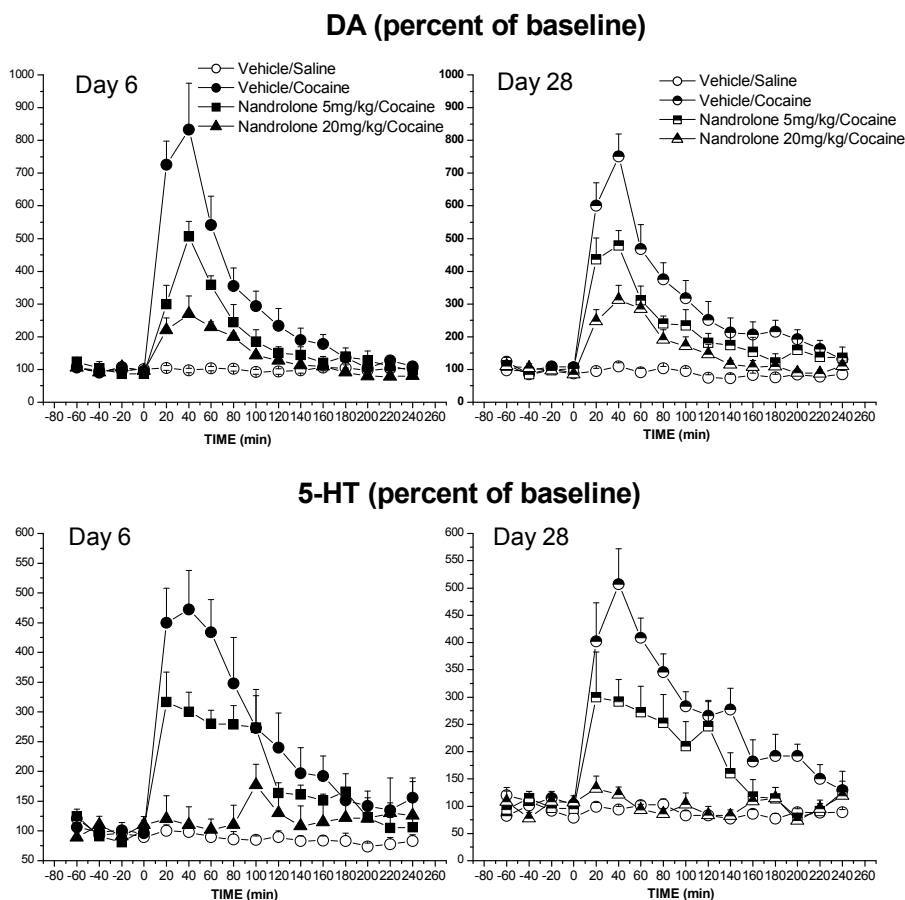 DA (percent of baseline)
Day 6
Vehicle/Saline
Vehicle/Cocaine
Nandrolone 5mg/kg/Cocaine
Nandrolone 20mg/kg/Cocaine
1000
900
800
700
600
500
400
300
200
100
0
-80 -60 -40 -20 0 20 40 60 80 100 120 140 160 180 200 220 240 260
TIME (min)
Day 28
Vehicle/Saline
Vehicle/Cocaine
Nandrolone 5mg/kg/Cocaine
Nandrolone 20mg/kg/Cocaine
1000
900
800
700
600
500
400
300
200
100
0
-80 -60 -40 -20 0 20 40 60 80 100 120 140 160 180 200 220 240 260
TIME (min)
5-HT (percent of baseline)
Day 6
600
550
500
450
400
350
300
250
200
150
100
50
-80 -60 -40 -20 0 20 40 60 80 100 120 140 160 180 200 220 240 260
TIME (min)
Day 28
600
550
500
450
400
350
300
250
200
150
100
50
0
-80 -60 -40 -20 0 20 40 60 80 100 120 140 160 180 200 220 240 260
TIME (min)